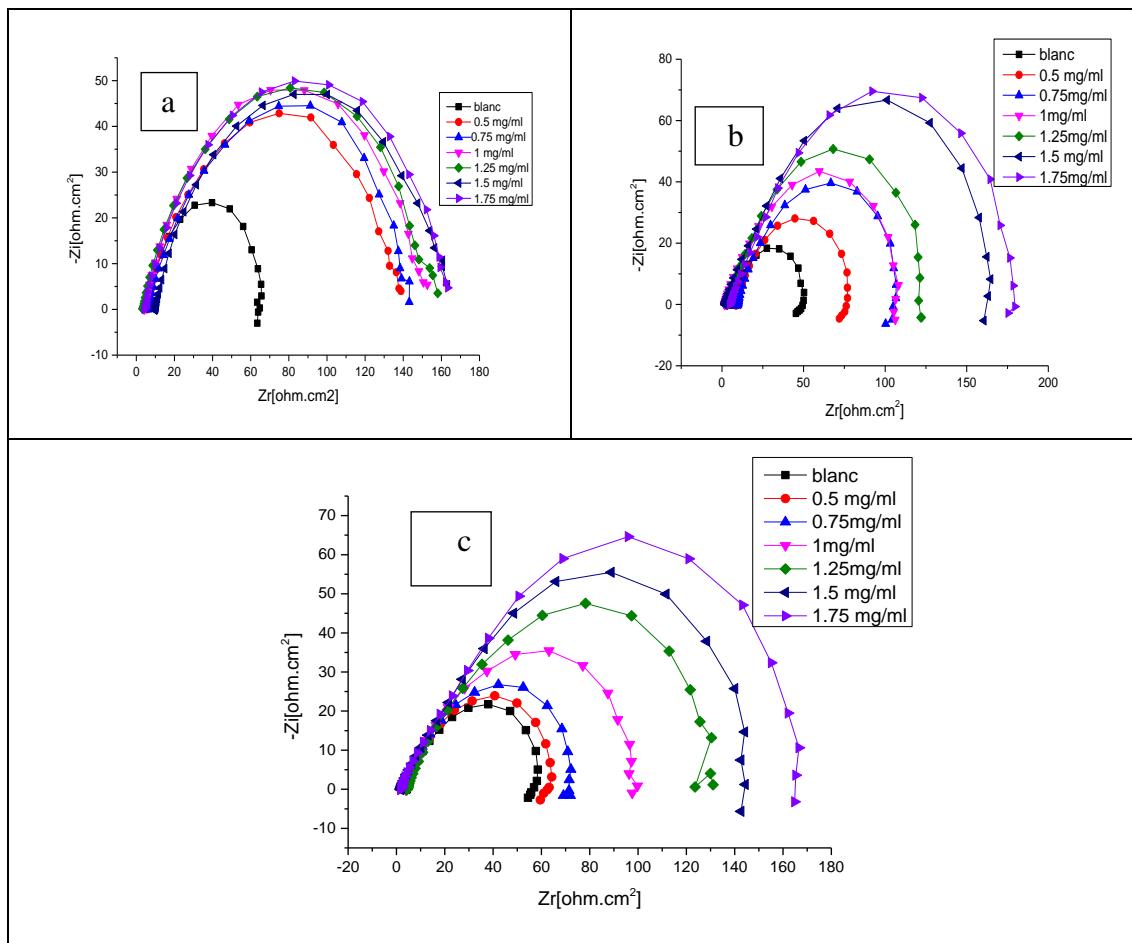 a
blanc
0.5 mg/ml
0.75 mg/ml
1 mg/ml
1.25 mg/ml
1.5 mg/ml
1.75 mg/ml
50
40
30
20
10
0
-10
-Zi[ohm.cm²]
0 20 40 60 80 100 120 140 160 180
Zr[ohm.cm2]
b
blanc
0.5 mg/ml
0.75mg/ml
1mg/ml
1.25mg/ml
1.5 mg/ml
1.75mg/ml
80
60
40
20
0
-20
-Zi[ohm.cm²]
0 50 100 150 200
Zr[ohm.cm²]
c
blanc
0.5 mg/ml
0.75mg/ml
1mg/ml
1.25mg/ml
1.5 mg/ml
1.75 mg/ml
70
60
50
40
30
20
10
0
-10
-Zi[ohm.cm²]
-20 0 20 40 60 80 100 120 140 160 180
Zr[ohm.cm²]